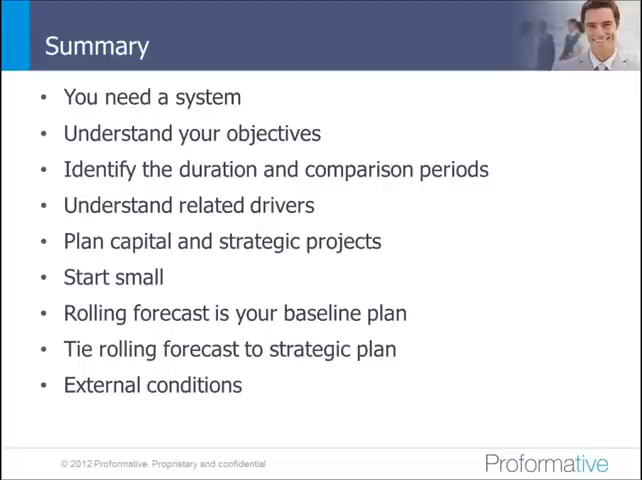 Summary
• You need a system
• Understand your objectives
• Identify the duration and comparison periods
• Understand related drivers
• Plan capital and strategic projects
• Start small
• Rolling forecast is your baseline plan
• Tie rolling forecast to strategic plan
• External conditions
© 2012 Proformative. Proprietary and confidential
Proformative